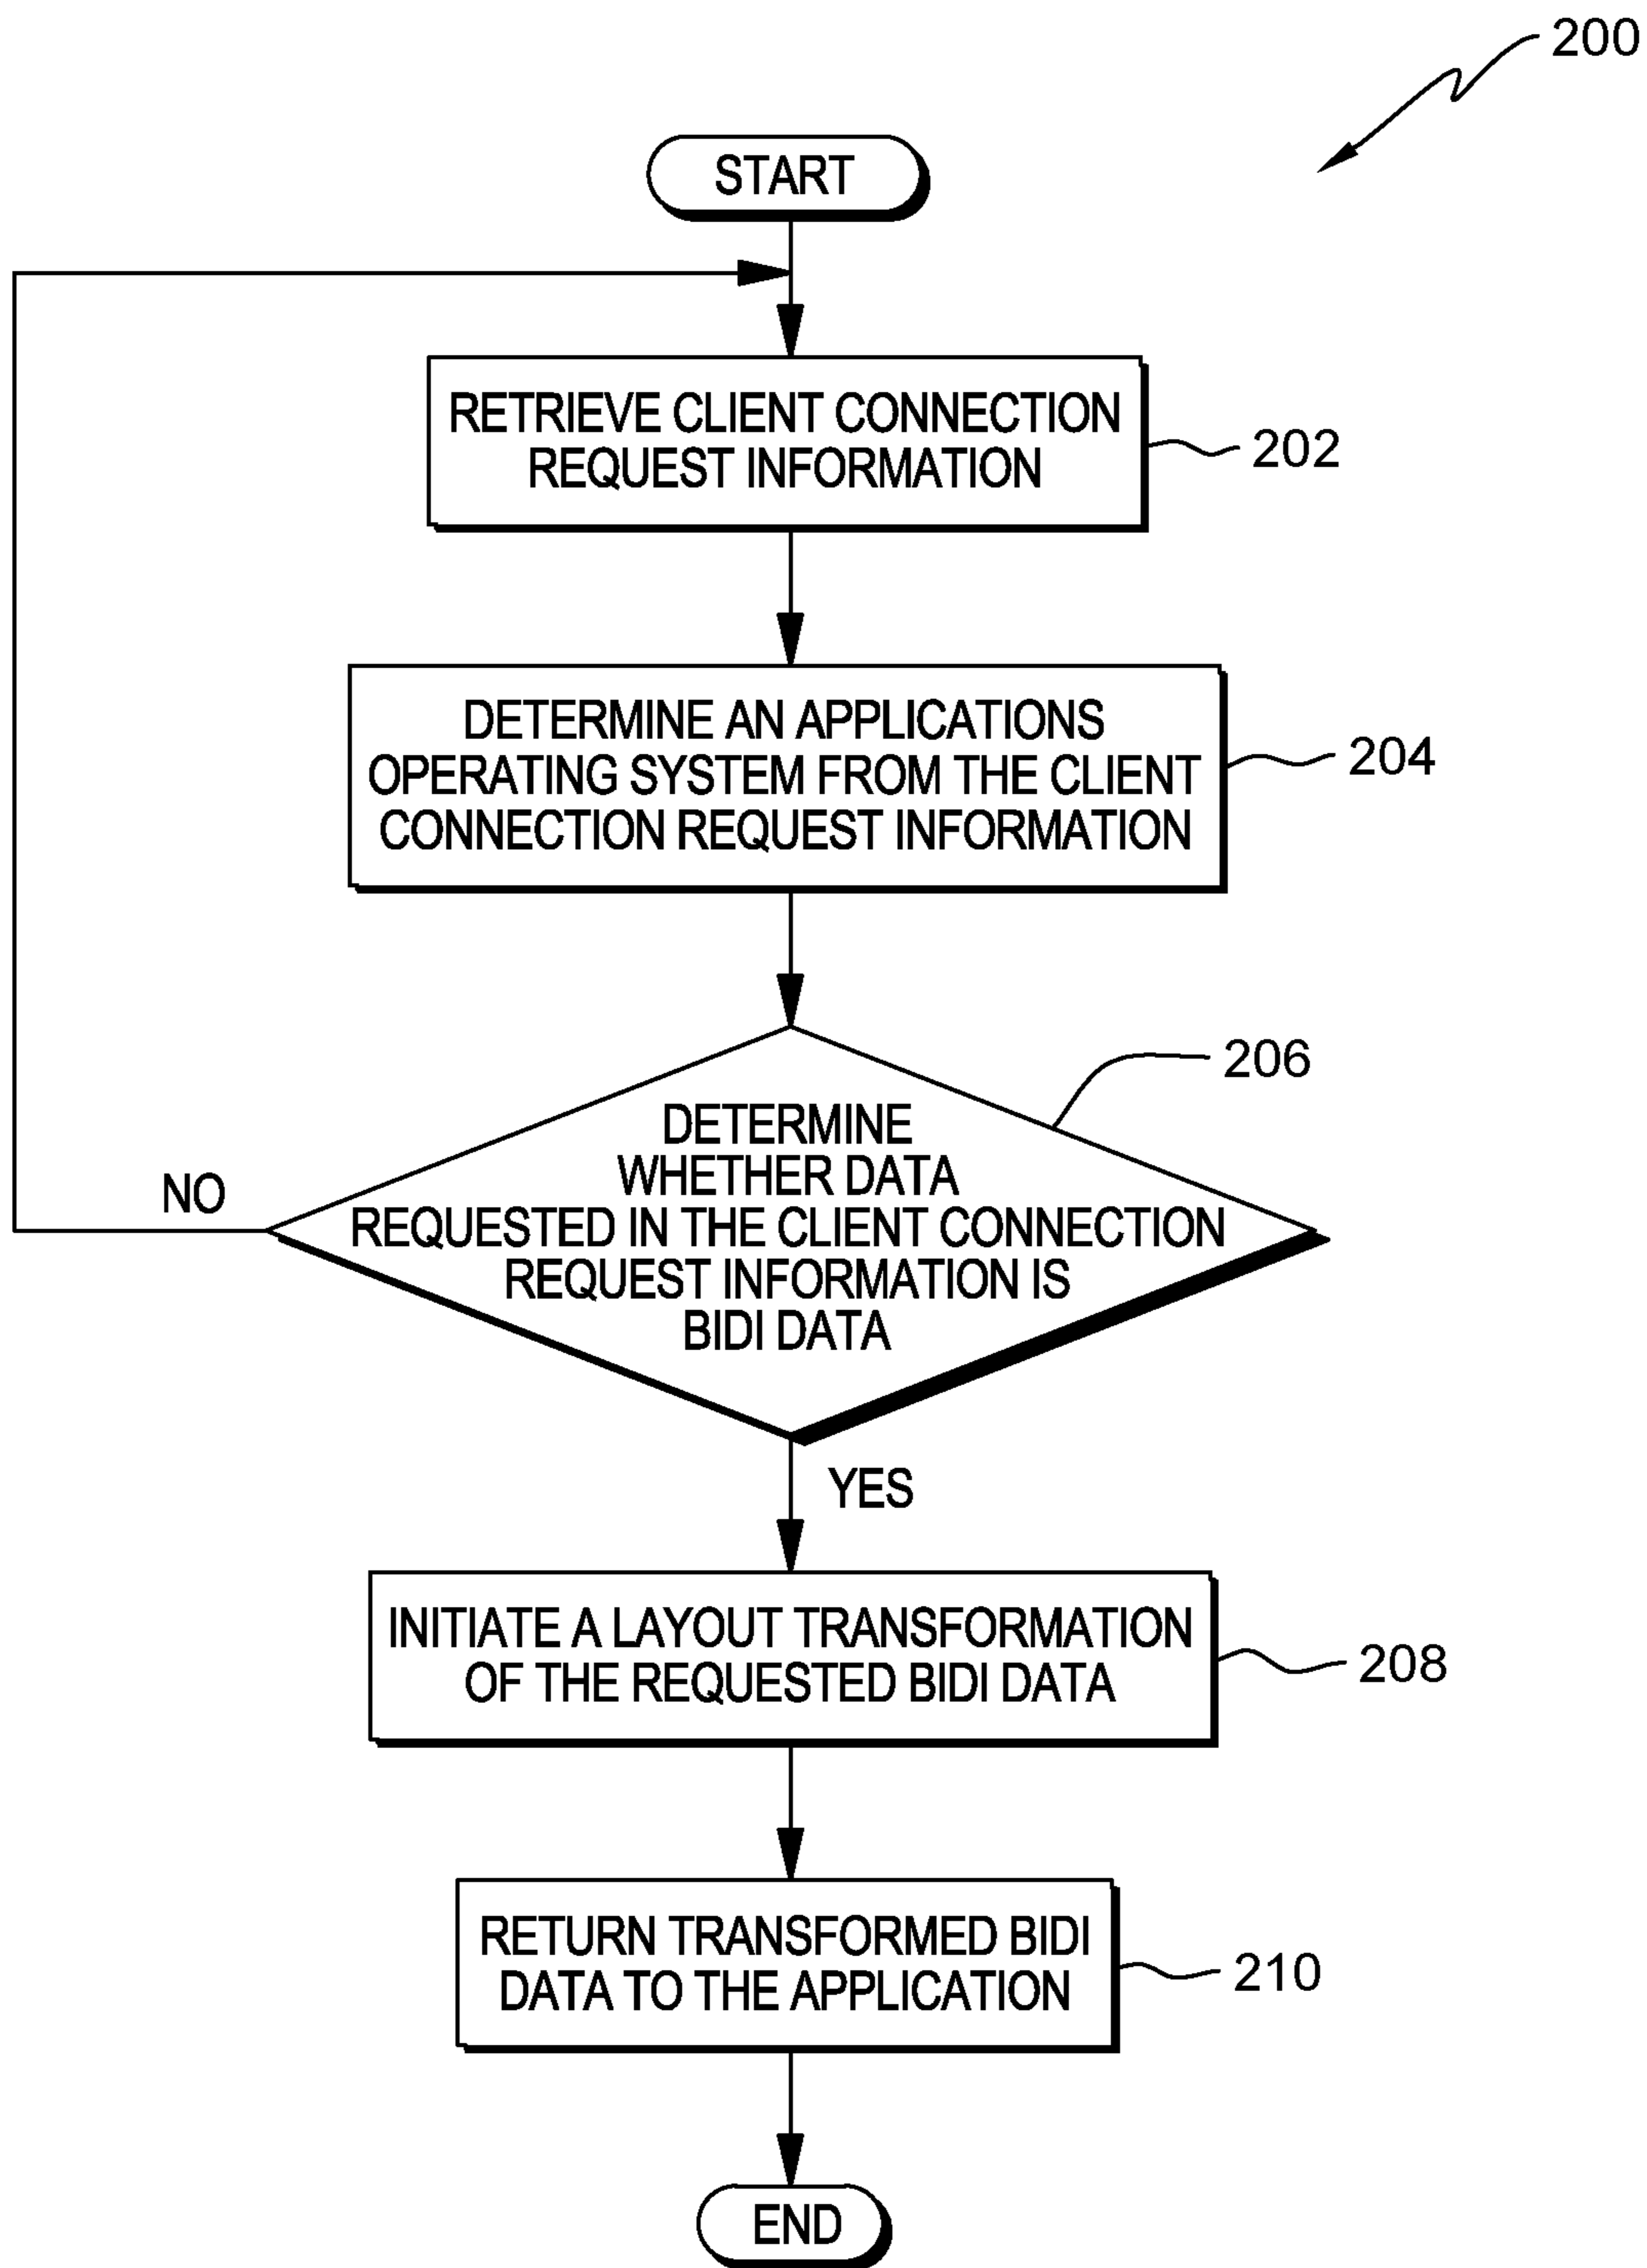 200
START
RETRIEVE CLIENT CONNECTION
REQUEST INFORMATION
202
DETERMINE AN APPLICATIONS
OPERATING SYSTEM FROM THE CLIENT
CONNECTION REQUEST INFORMATION
204
206
DETERMINE
WHETHER DATA
REQUESTED IN THE CLIENT CONNECTION
REQUEST INFORMATION IS
BIDI DATA
NO
YES
INITIATE A LAYOUT TRANSFORMATION
OF THE REQUESTED BIDI DATA
208
RETURN TRANSFORMED BIDI
DATA TO THE APPLICATION
210
END